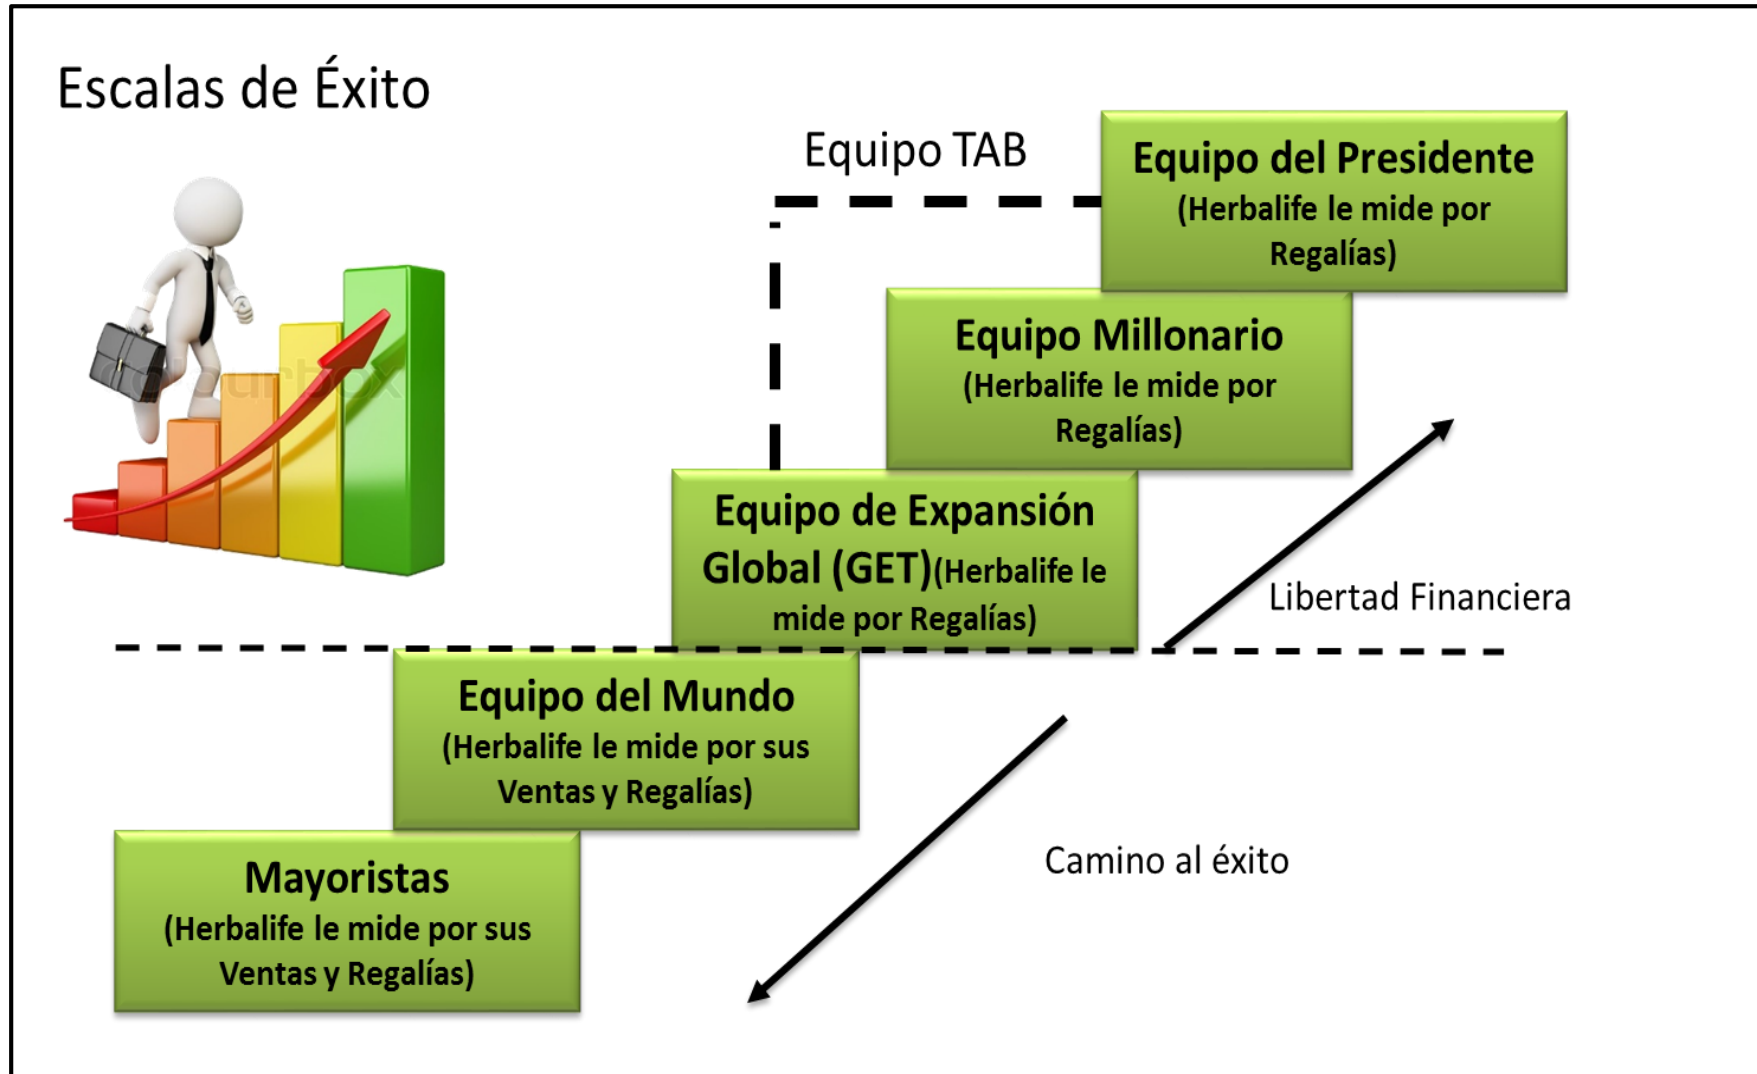 Escalas de Éxito
Equipo TAB
Equipo del Presidente
(Herbalife le mide por
Regalías)
Equipo Millonario
(Herbalife le mide por
Regalías)
Equipo de Expansión
Global (GET)(Herbalife le
mide por Regalías)
Libertad Financiera
Equipo del Mundo
(Herbalife le mide por sus
Ventas y Regalías)
Camino al éxito
Mayoristas
(Herbalife le mide por sus
Ventas y Regalías)